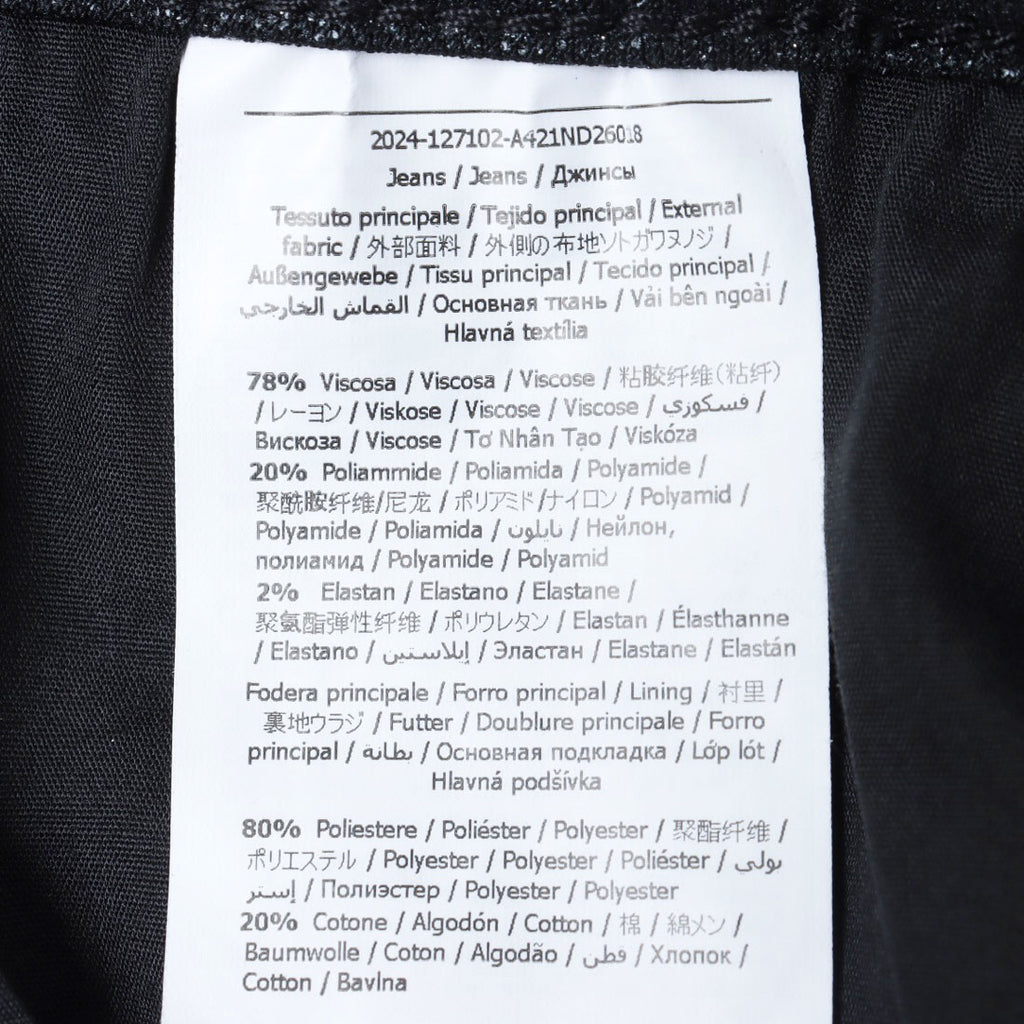 2024-127102-A421ND26018
Jeans / Jeans / Джинсы
Tessuto principale / Tejido principal / External
fabric / 外部面料 / 外側の布地ソトガワヌノジ /
Außengewebe / Tissu principal / Tecido principal /
القماش الخارجي / Основная ткань / Vải bên ngoài /
Hlavná textília
78% Viscosa / Viscosa / Viscose / 粘胶纤维(粘纤)
/ レーヨン / Viskose / Viscose / Viscose / فسكوزي /
Вискоза / Viscose / Tơ Nhân Tạo / Viskóza
20% Poliammide / Poliamida / Polyamide /
聚酰胺纤维/尼龙 / ポリアミド/ナイロン / Polyamid /
Polyamide / Poliamida / نايلون / Нейлон,
полиамид / Polyamide / Polyamid
2% Elastan / Elastano / Elastane /
聚氨酯弹性纤维 / ポリウレタン / Elastan / Élasthanne
/ Elastano / إيلاستين / Эластан / Elastane / Elastán
Fodera principale / Forro principal / Lining / 衬里 /
裏地ウラジ / Futter / Doublure principale / Forro
principal / بطانة / Основная подкладка / Lớp lót /
Hlavná podšívka
80% Poliestere / Poliéster / Polyester / 聚酯纤维 /
ポリエステル / Polyester / Polyester / Poliéster / بولي
إستر / Полиэстер / Polyester / Polyester
20% Cotone / Algodón / Cotton / 棉 / 綿メン /
Baumwolle / Coton / Algodão / قطن / Хлопок /
Cotton / Bavlna